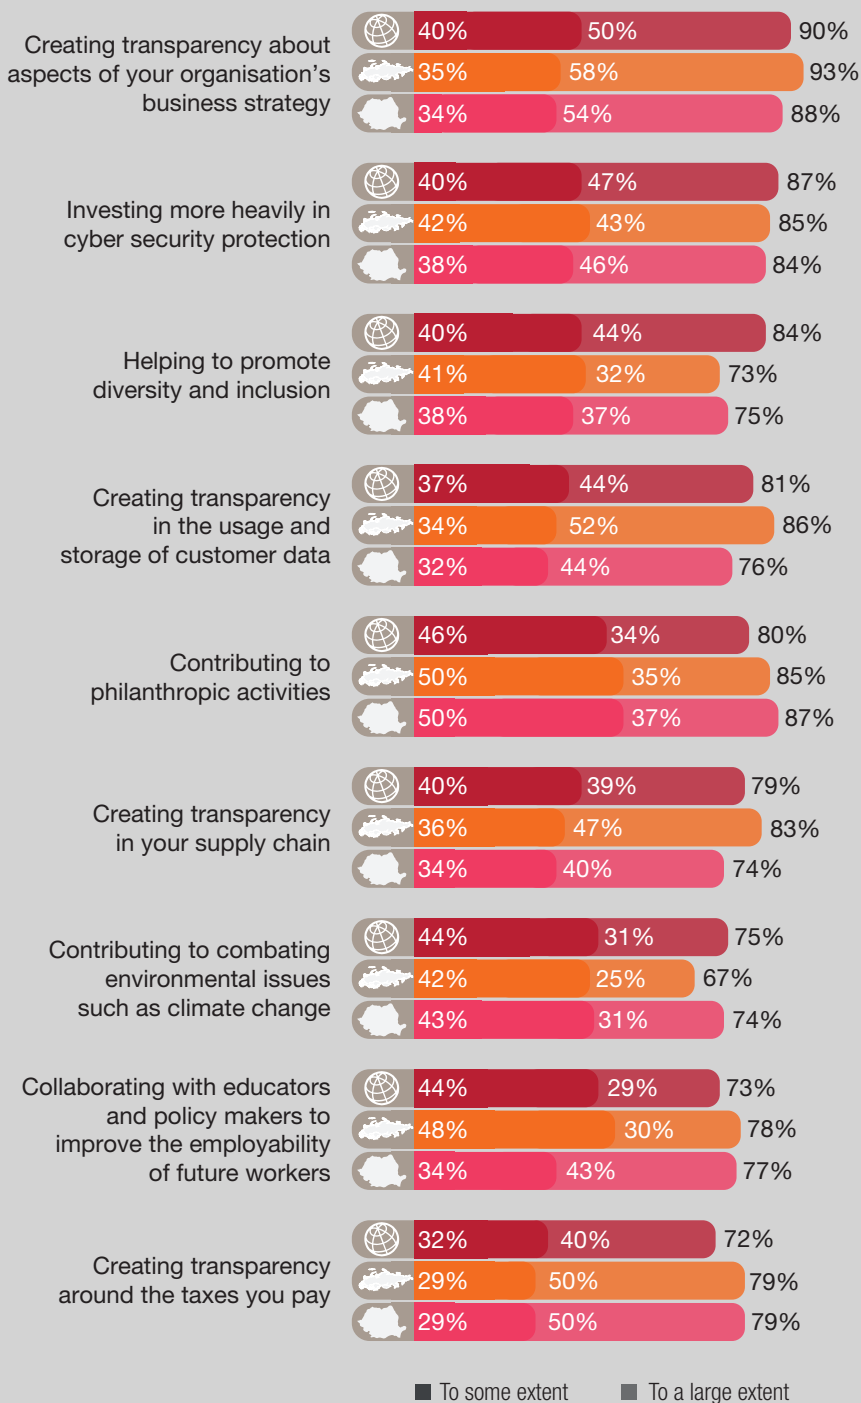 40% 50% 90%
Creating transparency about
aspects of your organisation's
business strategy
35% 58% 93%
34% 54% 88%
40% 47% 87%
Investing more heavily in
cyber security protection
42% 43% 85%
38% 46% 84%
40% 44% 84%
Helping to promote
diversity and inclusion
41% 32% 73%
38% 37% 75%
37% 44% 81%
Creating transparency
in the usage and
storage of customer data
34% 52% 86%
32% 44% 76%
46% 34% 80%
Contributing to
philanthropic activities
50% 35% 85%
50% 37% 87%
40% 39% 79%
Creating transparency
in your supply chain
36% 47% 83%
34% 40% 74%
44% 31% 75%
Contributing to combating
environmental issues
such as climate change
42% 25% 67%
43% 31% 74%
44% 29% 73%
Collaborating with educators
and policy makers to
improve the employability
of future workers
48% 30% 78%
34% 43% 77%
32% 40% 72%
Creating transparency
around the taxes you pay
29% 50% 79%
29% 50% 79%
To some extent To a large extent